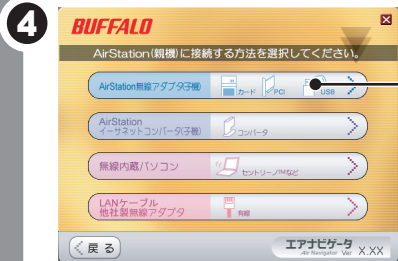 4
BUFFALO
AirStation(親機)に接続する方法を選択してください。
AirStation無線アダプタ(子機) カード PCI USB
AirStation
イーサネットコンバータ(子機) コンバータ
無線内蔵パソコン セントリーノTMなど
LANケーブル
他社製無線アダプタ 有線
戻る
エアナビゲータ
Air Navigator Ver X.XX